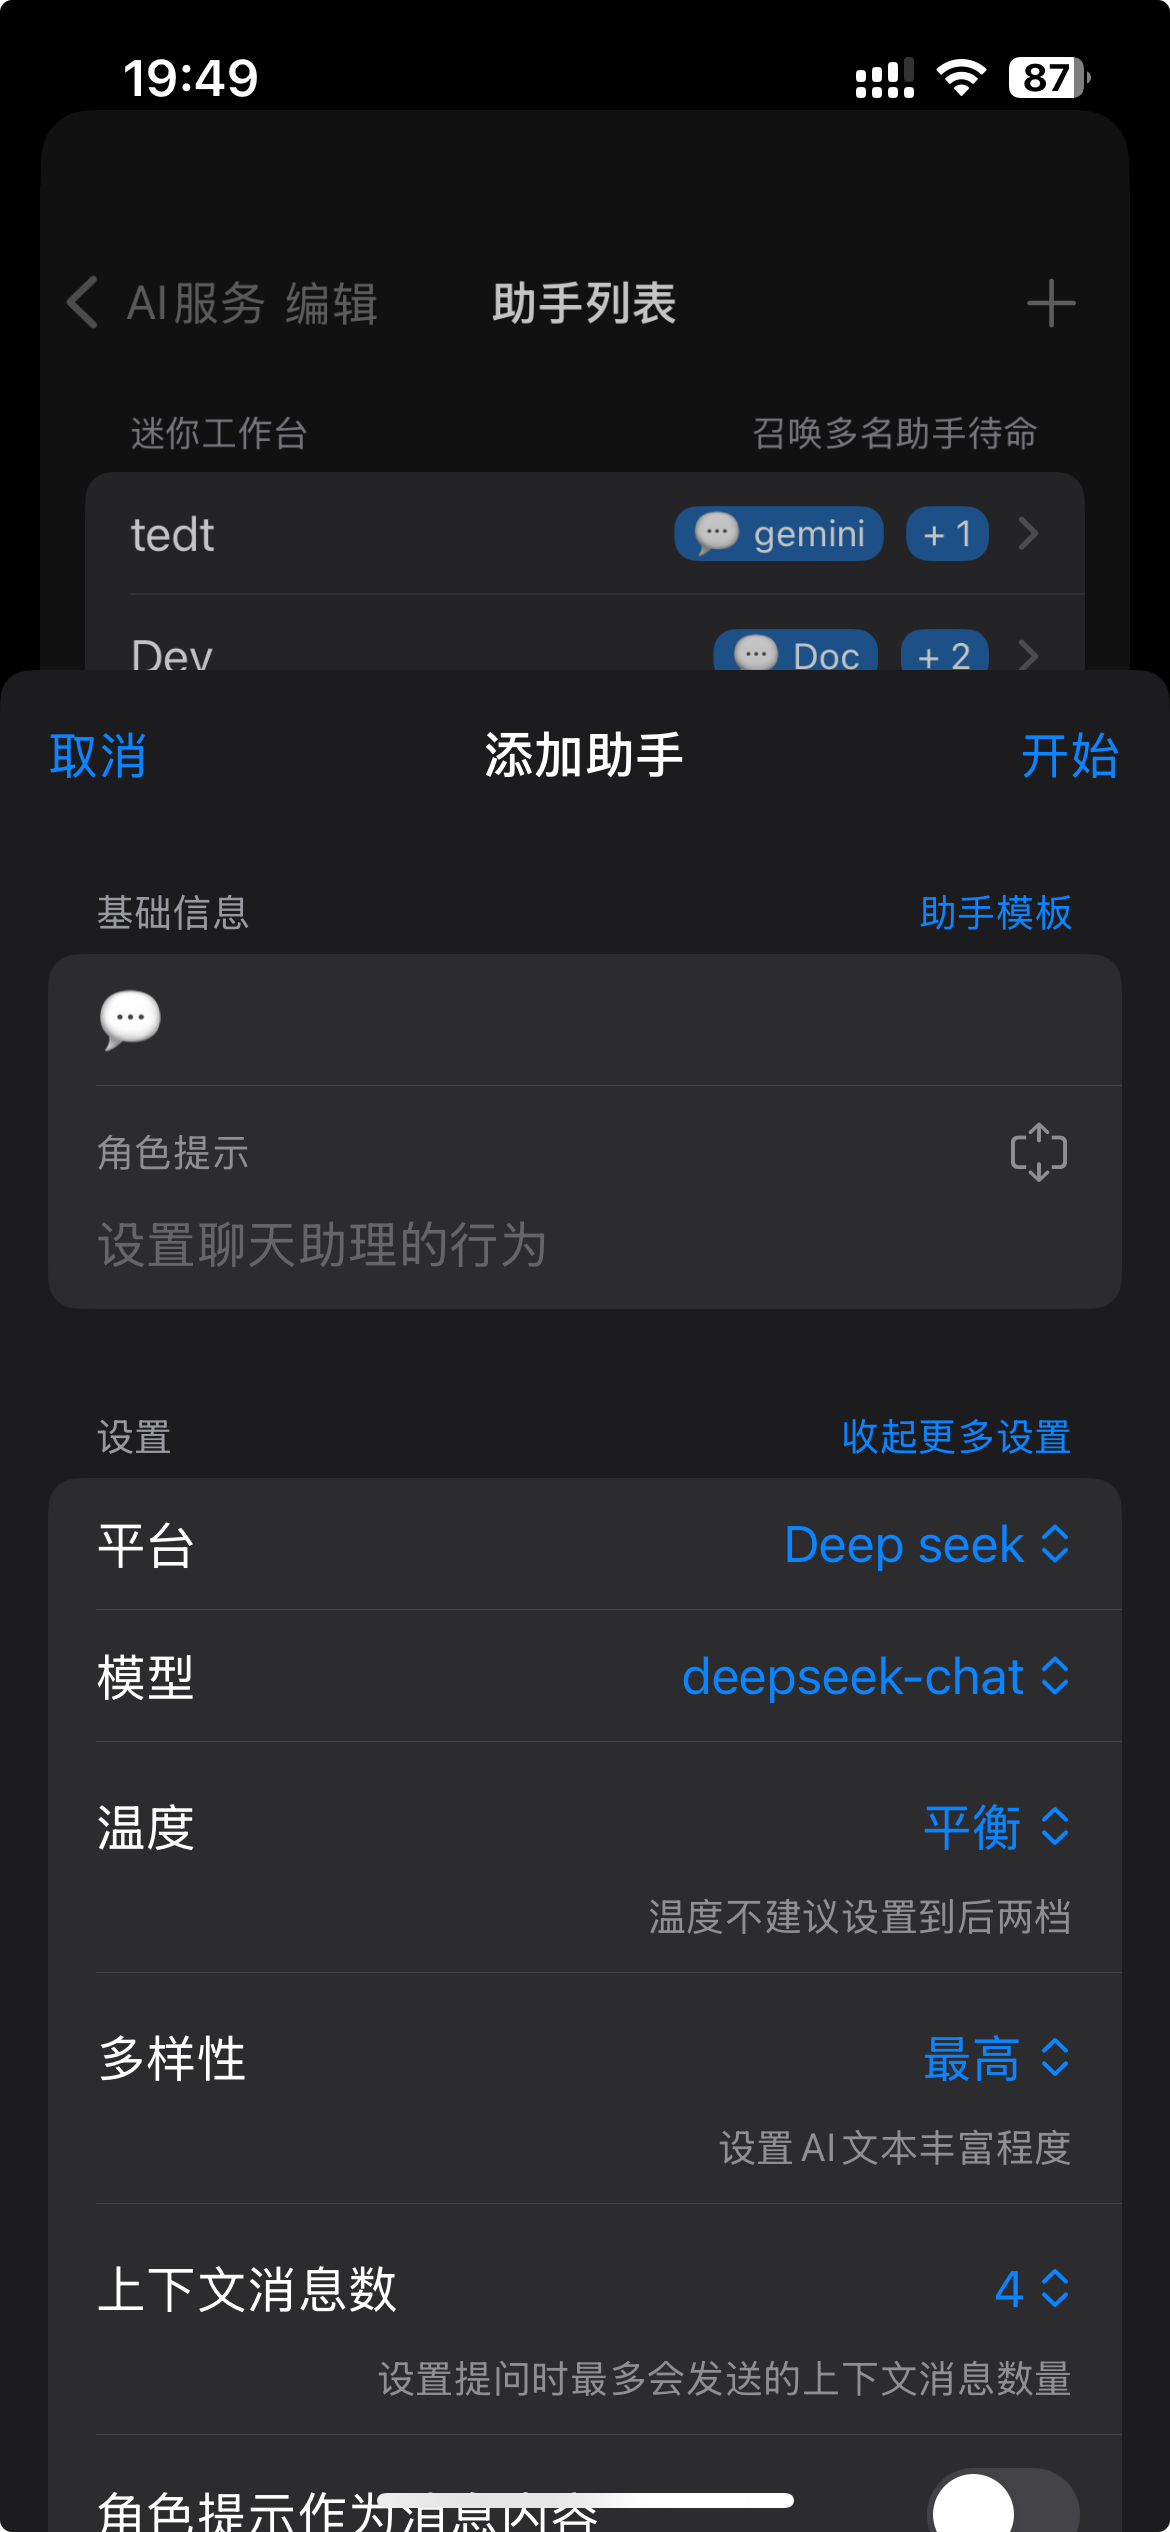 19:49
87
AI服务 编辑
助手列表
迷你工作台
召唤多名助手待命
tedt
gemini
+ 1
Dev
Doc
+ 2
取消
添加助手
开始
基础信息
助手模板
角色提示
设置聊天助理的行为
设置
收起更多设置
平台
Deep seek
模型
deepseek-chat
温度
平衡
温度不建议设置到后两档
多样性
最高
设置 AI 文本丰富程度
上下文消息数
4
设置提问时最多会发送的上下文消息数量
角色提示作为消息内容